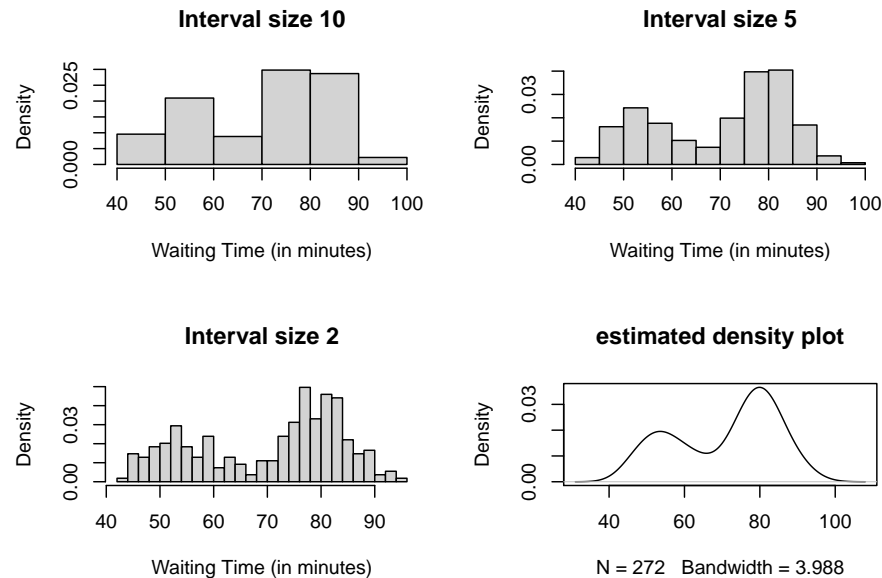 Interval size 10
Density
0.000 0.025
40 50 60 70 80 90 100
Waiting Time (in minutes)
Interval size 5
Density
0.00 0.03
40 50 60 70 80 90 100
Waiting Time (in minutes)
Interval size 2
Density
0.00 0.03
40 50 60 70 80 90
Waiting Time (in minutes)
estimated density plot
Density
0.00 0.03
40 60 80 100
N = 272 Bandwidth = 3.988